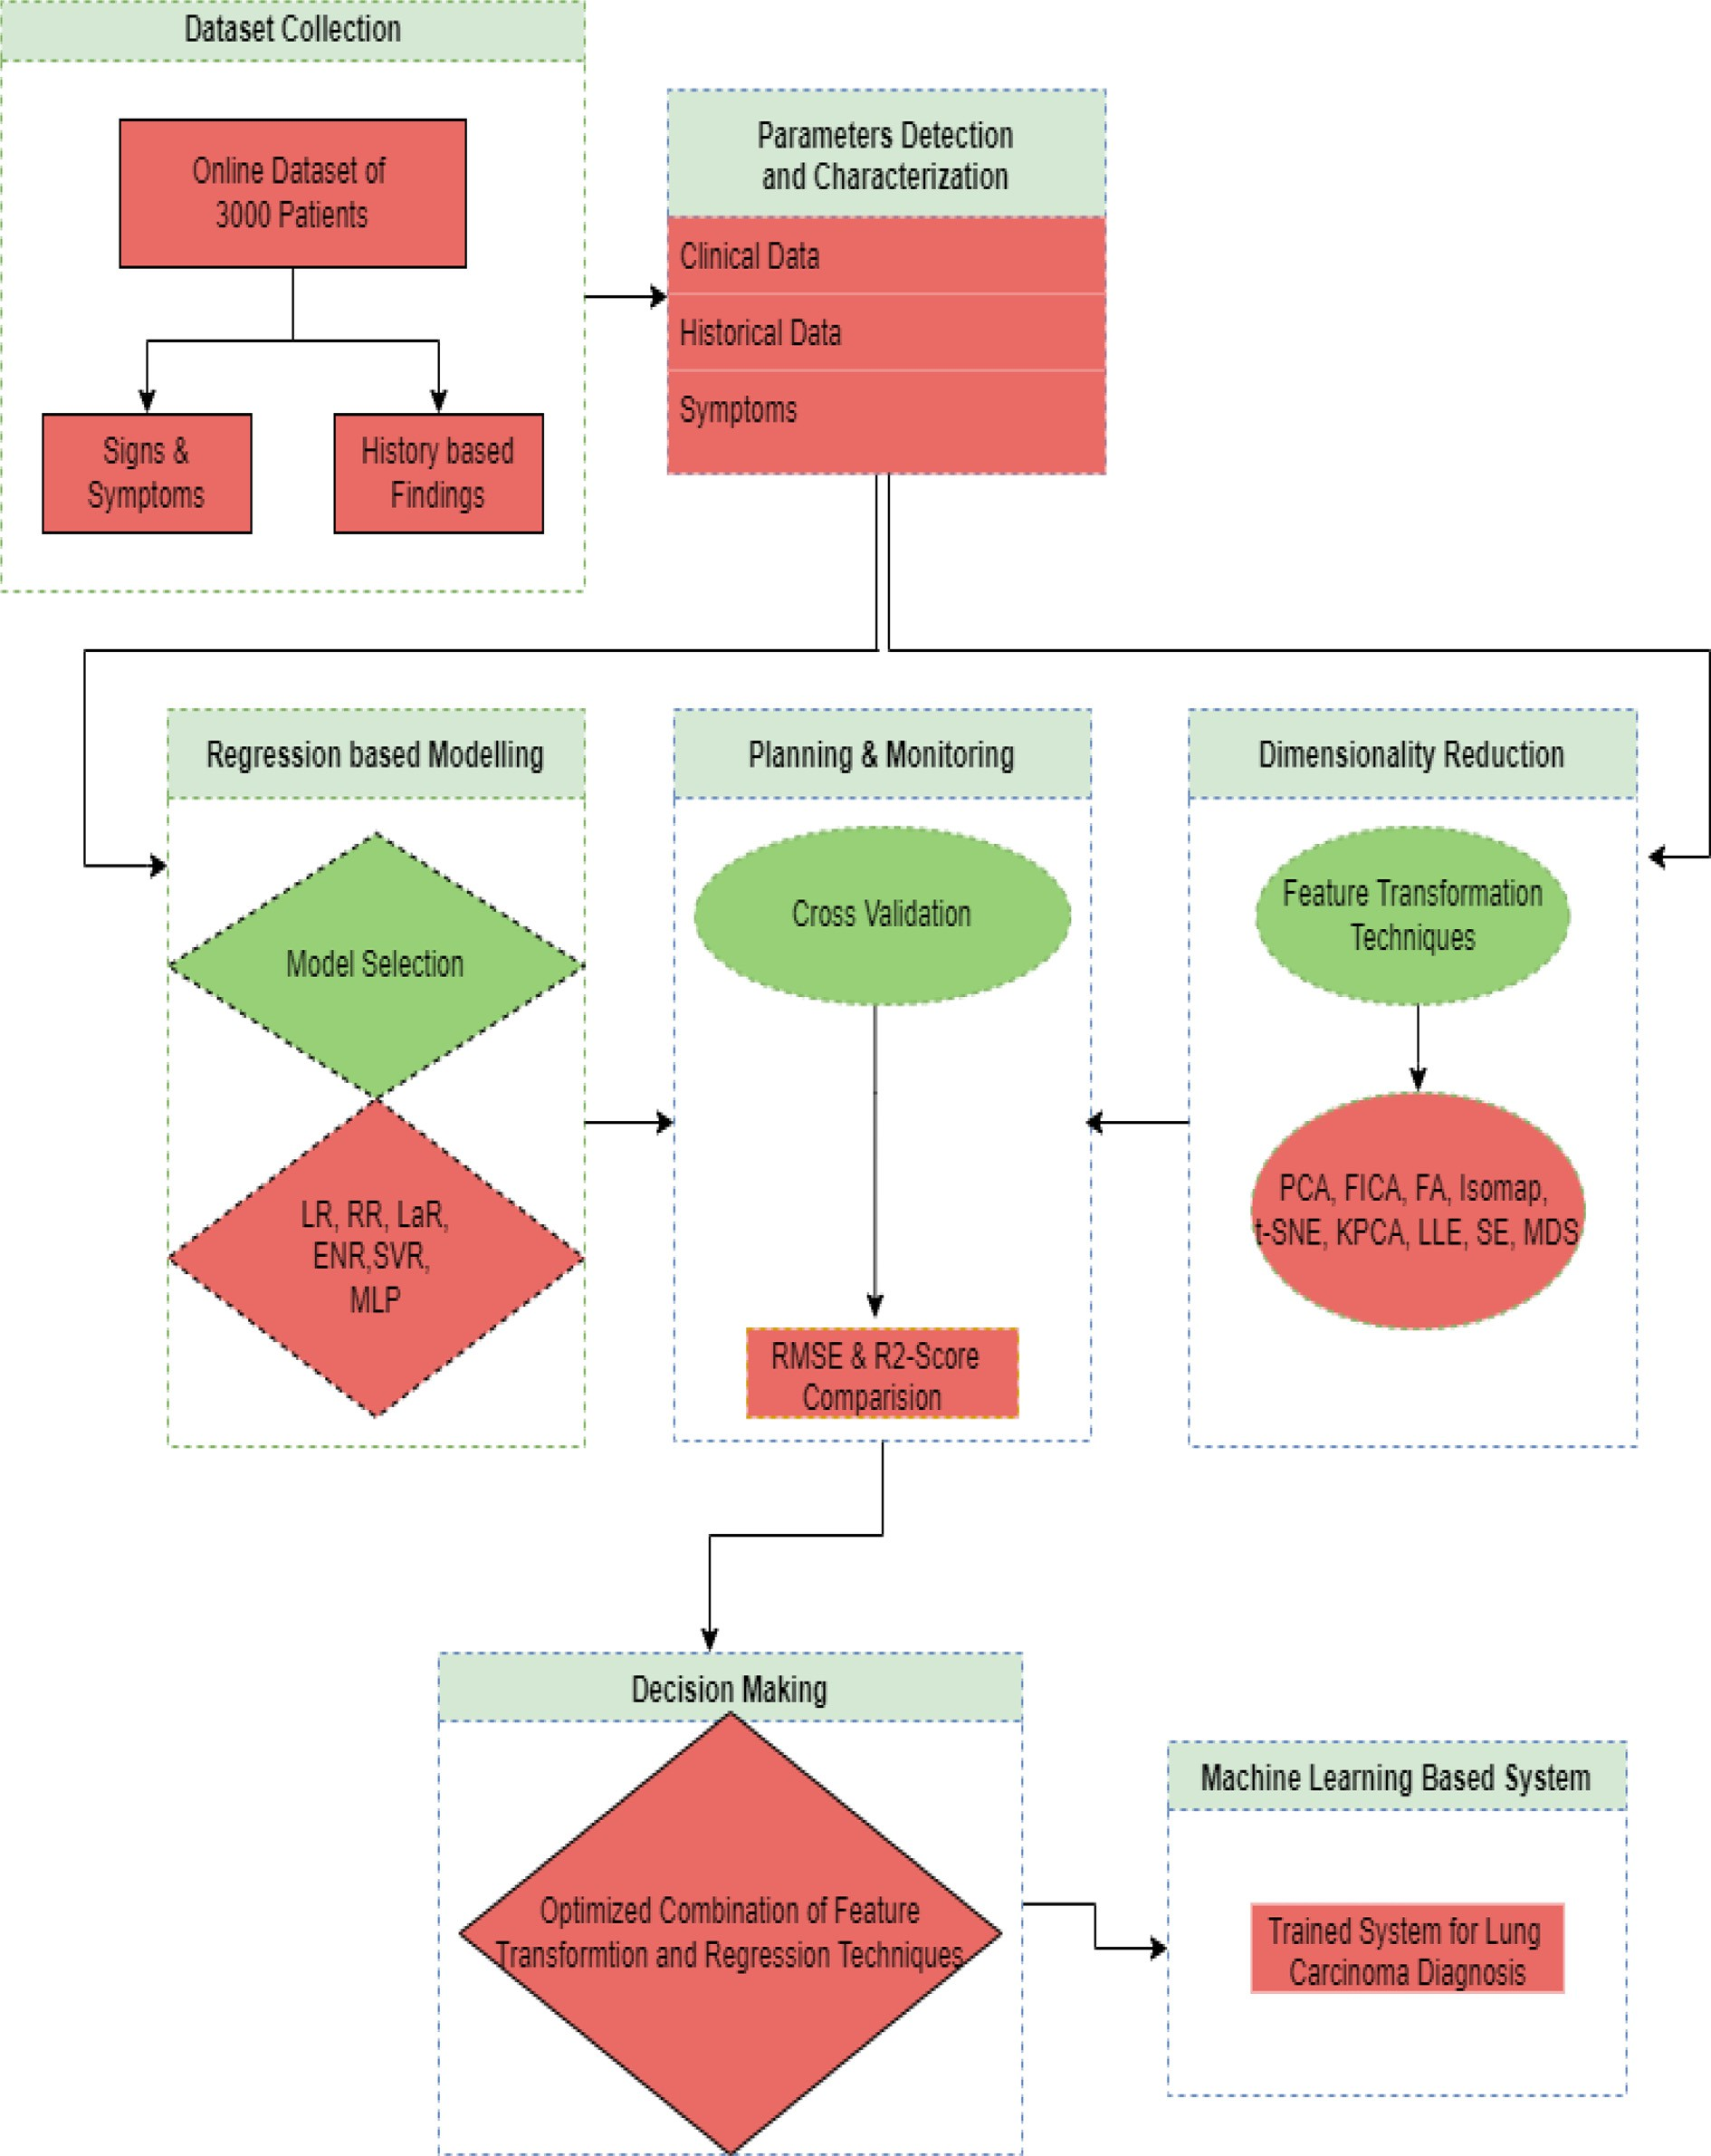 Dataset Collection
Online Dataset of
3000 Patients
Signs &
Symptoms
History based
Findings
Parameters Detection
and Characterization
Clinical Data
Historical Data
Symptoms
Regression based Modelling
Model Selection
LR, RR, LaR,
ENR,SVR,
MLP
Planning & Monitoring
Cross Validation
RMSE & R2-Score
Comparision
Dimensionality Reduction
Feature Transformation
Techniques
PCA, FICA, FA, Isomap,
t-SNE, KPCA, LLE, SE, MDS
Decision Making
Optimized Combination of Feature
Transformtion and Regression Techniques
Machine Learning Based System
Trained System for Lung
Carcinoma Diagnosis